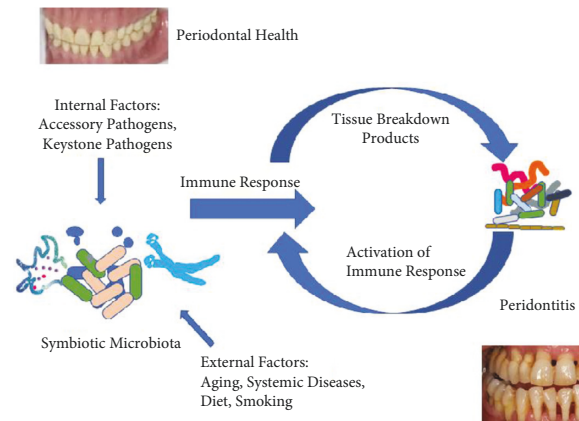 Periodontal Health
Internal Factors:
Accessory Pathogens,
Keystone Pathogens
Tissue Breakdown
Products
Immune Response
Activation of
Immune Response
Peridontitis
Symbiotic Microbiota
External Factors:
Aging, Systemic Diseases,
Diet, Smoking